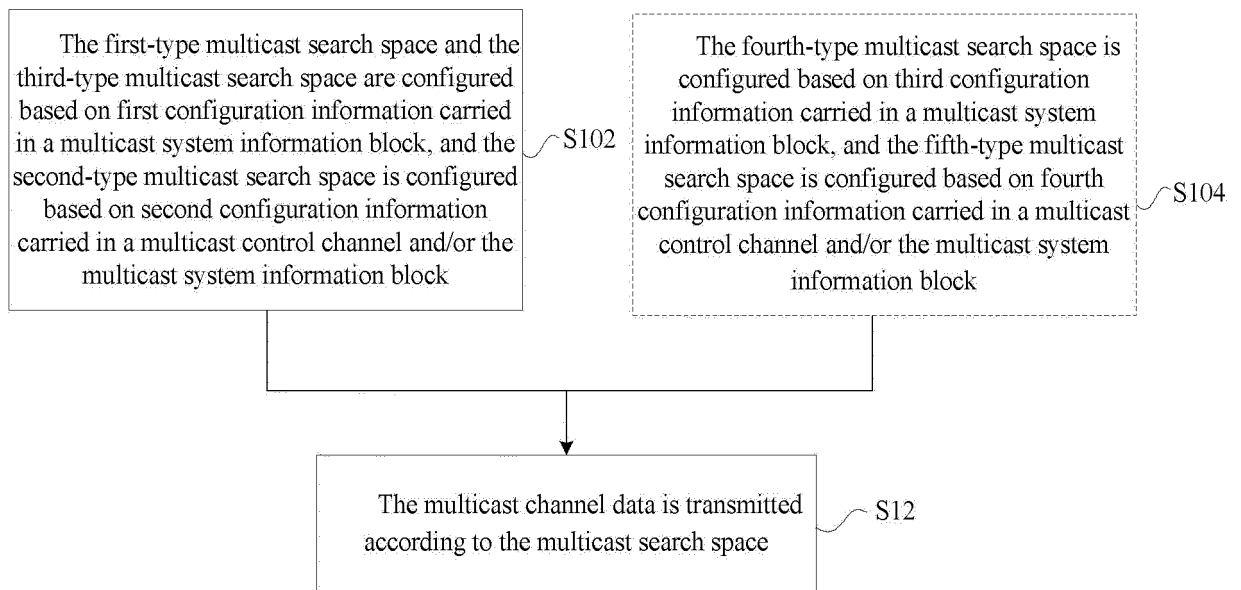 The first-type multicast search space and the
third-type multicast search space are configured
based on first configuration information carried
in a multicast system information block, and the
second-type multicast search space is configured
based on second configuration information
carried in a multicast control channel and/or the
multicast system information block
S102
The fourth-type multicast search space is
configured based on third configuration
information carried in a multicast system
information block, and the fifth-type multicast
search space is configured based on fourth
configuration information carried in a multicast
control channel and/or the multicast system
information block
S104
The multicast channel data is transmitted
according to the multicast search space
S12